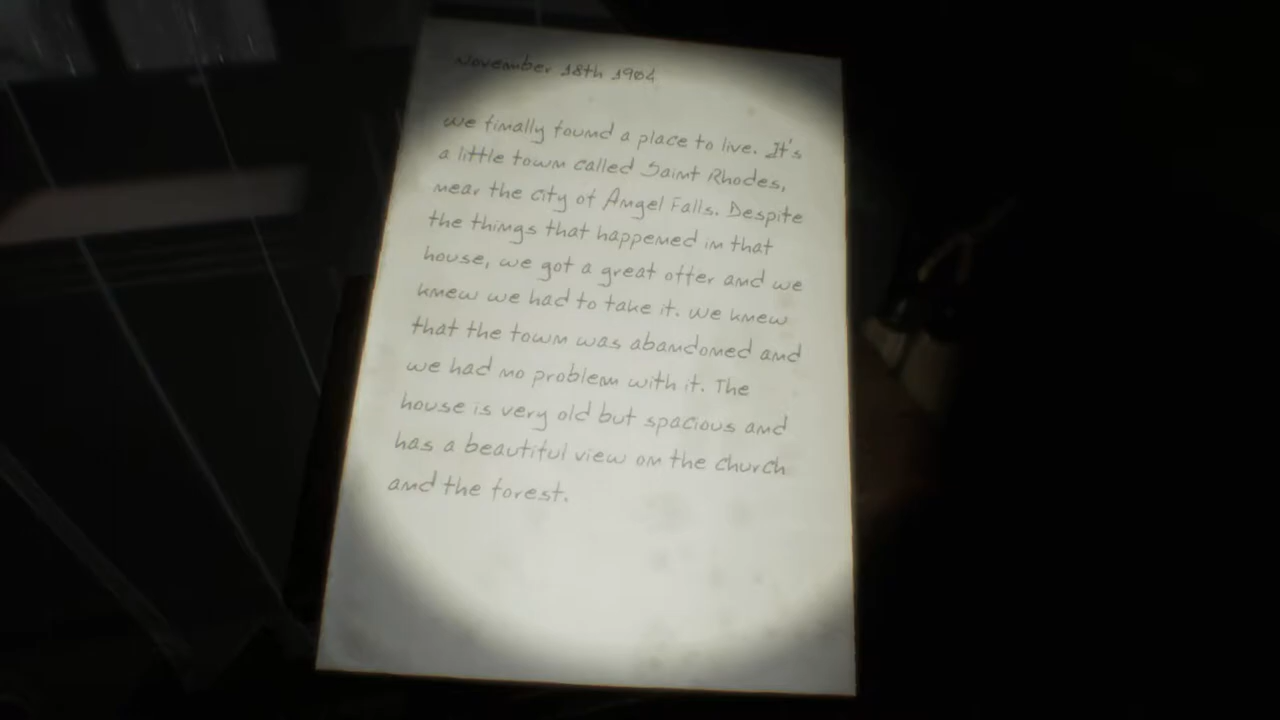 November 18th 1904
We finally found a place to live. It's
a little town called Saint Rhodes,
near the city of Angel Falls. Despite
the things that happened in that
house, we got a great offer and we
knew we had to take it. We knew
that the town was abandoned and
we had no problem with it. The
house is very old but spacious and
has a beautiful view on the church
and the forest.